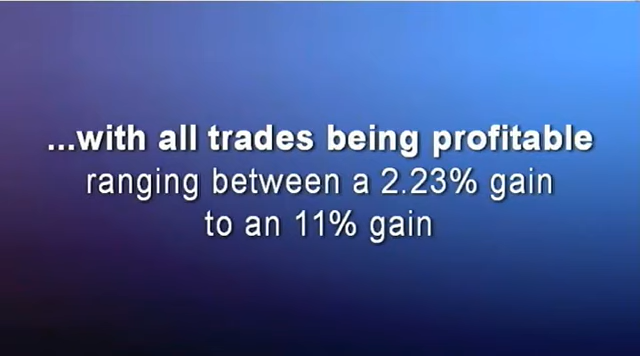 ...with all trades being profitable
ranging between a 2.23% gain
to an 11% gain